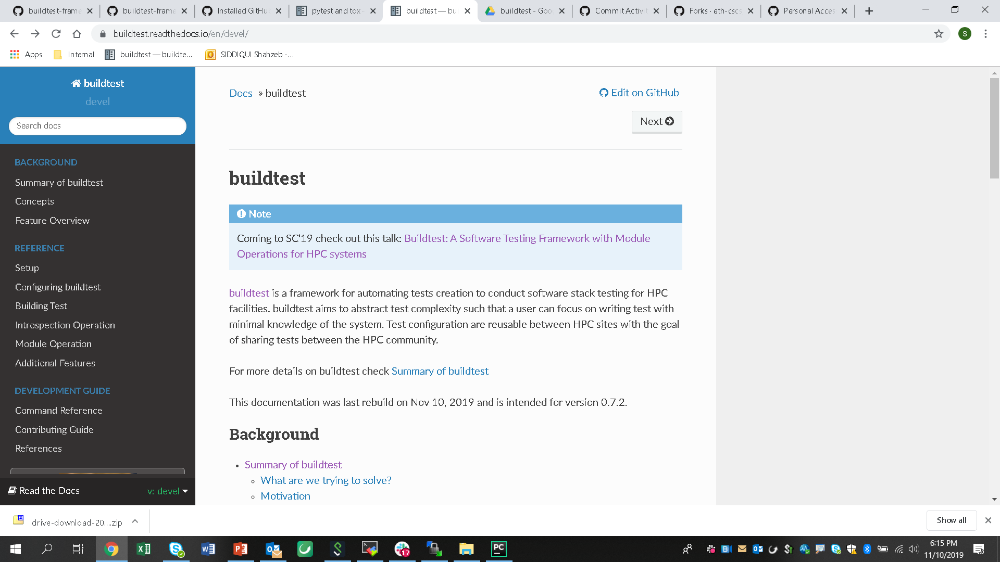 buildtest-frame
buildtest-frame
Installed GitHu
pytest and tox -
buildtest — bui
buildtest - Goo
Commit Activit
Forks · eth-cscs
Personal Acces
buildtest.readthedocs.io/en/devel/
S
Apps
Internal
buildtest — buildte...
SIDDIQUI Shahzeb -...
buildtest
devel
Search docs
BACKGROUND
Summary of buildtest
Concepts
Feature Overview
REFERENCE
Setup
Configuring buildtest
Building Test
Introspection Operation
Module Operation
Additional Features
DEVELOPMENT GUIDE
Command Reference
Contributing Guide
References
Read the Docs
v: devel
Docs » buildtest
Edit on GitHub
Next
buildtest
Note
Coming to SC'19 check out this talk: Buildtest: A Software Testing Framework with Module
Operations for HPC systems
buildtest is a framework for automating tests creation to conduct software stack testing for HPC
facilities. buildtest aims to abstract test complexity such that a user can focus on writing test with
minimal knowledge of the system. Test configuration are reusable between HPC sites with the goal
of sharing tests between the HPC community.
For more details on buildtest check Summary of buildtest
This documentation was last rebuild on Nov 10, 2019 and is intended for version 0.7.2.
Background
Summary of buildtest
What are we trying to solve?
Motivation
drive-download-20....zip
Show all
17
PC
6:15 PM
11/10/2019